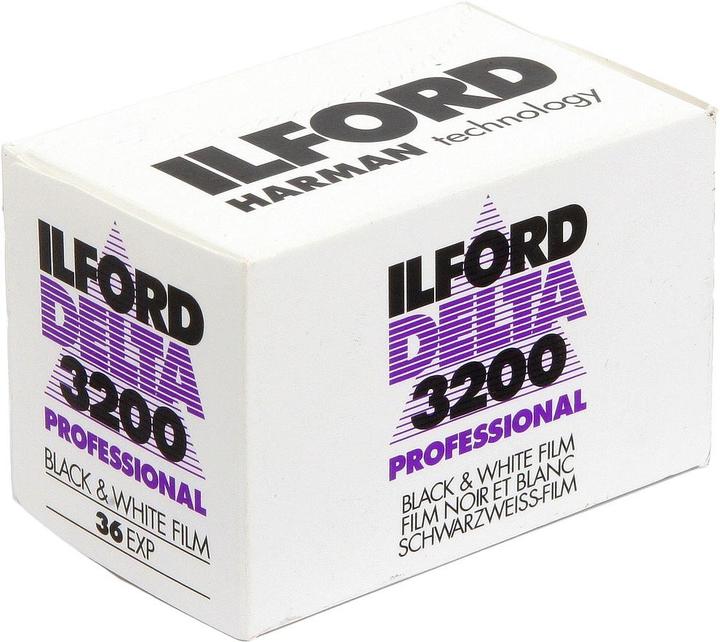 ILFORD
HARMAN technology
ILFORD
DELTA
3200
PROFESSIONAL
BLACK & WHITE FILM
36 EXP
ILFORD
DELTA
3200
PROFESSIONAL
BLACK & WHITE FILM
FILM NOIR ET BLANC
SCHWARZWEISS-FILM